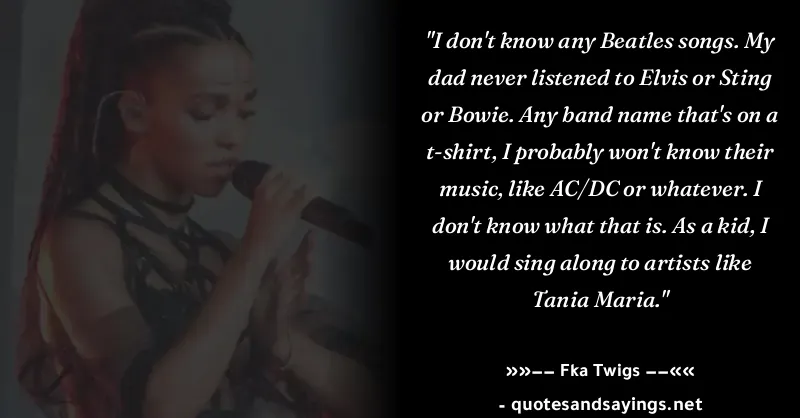 "I don't know any Beatles songs. My
dad never listened to Elvis or Sting
or Bowie. Any band name that's on a
t-shirt, I probably won't know their
music, like AC/DC or whatever. I
don't know what that is. As a kid, I
would sing along to artists like
Tania Maria."
»»−− Fka Twigs −−««
- quotesandsayings.net